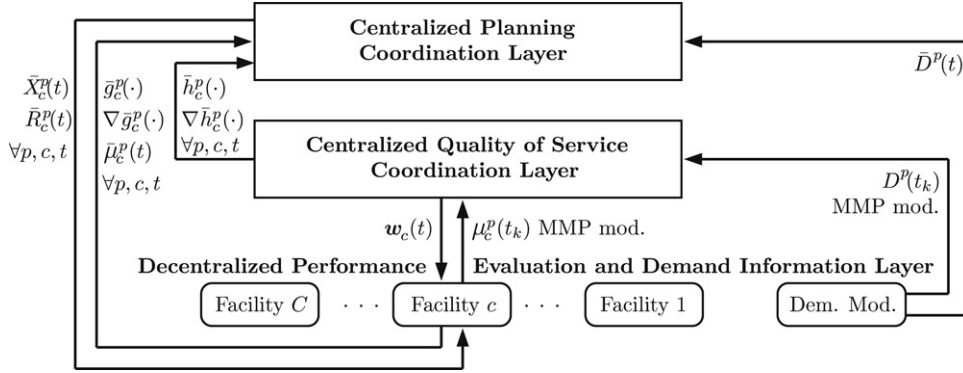 Centralized Planning
Coordination Layer
D̄ᵖ(t)
X̄_c^p(t)
R̄_c^p(t)
∀p, c, t
ḡ_c^p(·)
∇ḡ_c^p(·)
μ̄_c^p(t)
∀p, c, t
h̄_c^p(·)
∇h̄_c^p(·)
∀p, c, t
Centralized Quality of Service
Coordination Layer
Dᵖ(t_k)
MMP mod.
w_c(t)
μ_c^p(t_k) MMP mod.
Decentralized Performance Evaluation and Demand Information Layer
Facility C · · · Facility c · · · Facility 1 Dem. Mod.